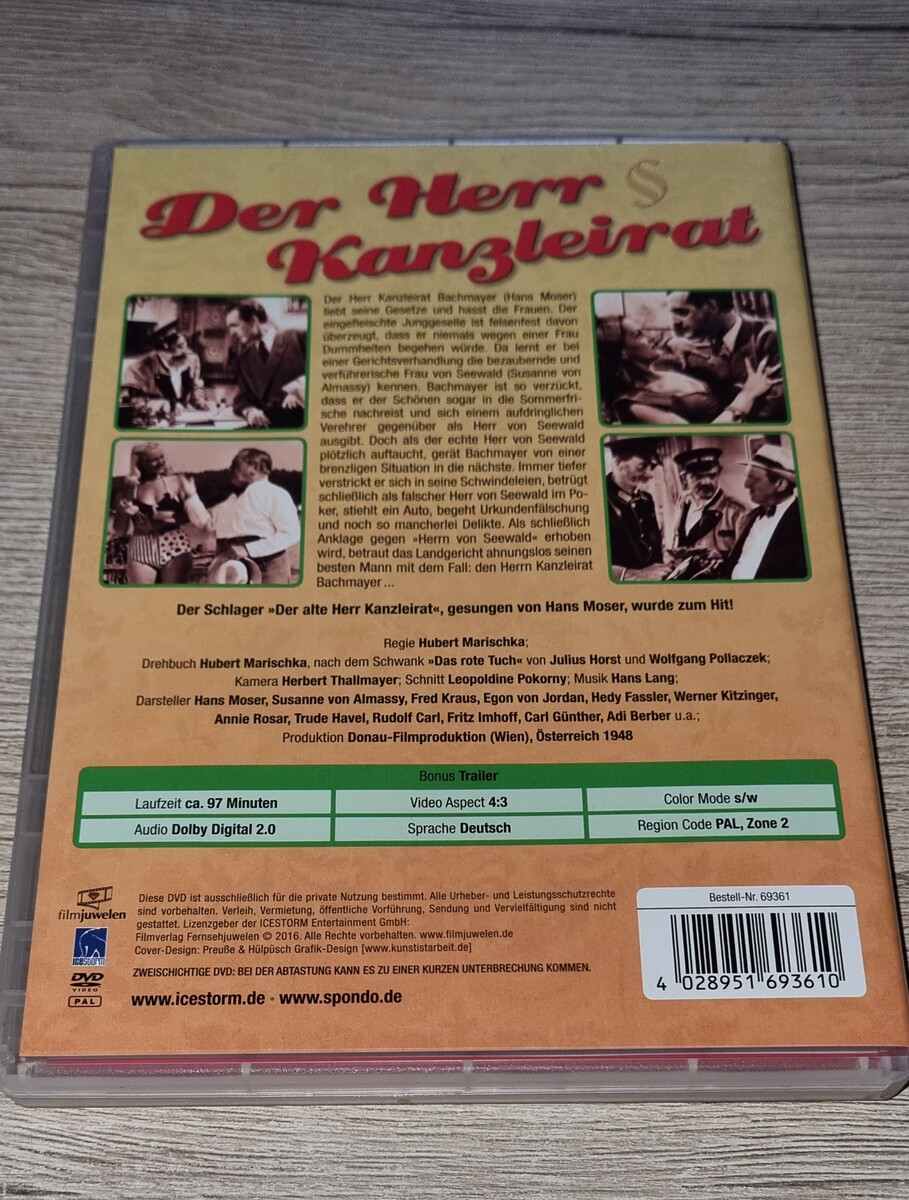 Der Herr §
Kanzleirat
Der Herr Kanzleirat Bachmayer (Hans Moser)
liebt seine Gesetze und hasst die Frauen. Der
eingefleischte Junggeselle ist felsenfest davon
überzeugt, dass er niemals wegen einer Frau
Dummheiten begehen würde. Da lernt er bei
einer Gerichtsverhandlung die bezaubernde und
verführerische Frau von Seewald (Susanne von
Almassy) kennen. Bachmayer ist so verzückt,
dass er der Schönen sogar in die Sommerfri-
sche nachreist und sich einem aufdringlichen
Verehrer gegenüber als Herr von Seewald
ausgibt. Doch als der echte Herr von Seewald
plötzlich auftaucht, gerät Bachmayer von einer
brenzligen Situation in die nächste. Immer tiefer
verstrickt er sich in seine Schwindeleien, betrügt
schließlich als falscher Herr von Seewald im Po-
ker, stiehlt ein Auto, begeht Urkundenfälschung
und noch so mancherlei Delikte. Als schließlich
Anklage gegen »Herrn von Seewald« erhoben
wird, betraut das Landgericht ahnungslos seinen
besten Mann mit dem Fall: den Herrn Kanzleirat
Bachmayer ...
Der Schlager »Der alte Herr Kanzleirat«, gesungen von Hans Moser, wurde zum Hit!
Regie Hubert Marischka;
Drehbuch Hubert Marischka, nach dem Schwank »Das rote Tuch« von Julius Horst und Wolfgang Pollaczek;
Kamera Herbert Thallmayer; Schnitt Leopoldine Pokorny; Musik Hans Lang;
Darsteller Hans Moser, Susanne von Almassy, Fred Kraus, Egon von Jordan, Hedy Fassler, Werner Kitzinger,
Annie Rosar, Trude Havel, Rudolf Carl, Fritz Imhoff, Carl Günther, Adi Berber u.a.;
Produktion Donau-Filmproduktion (Wien), Österreich 1948
Bonus Trailer
Laufzeit ca. 97 Minuten
Video Aspect 4:3
Color Mode s/w
Audio Dolby Digital 2.0
Sprache Deutsch
Region Code PAL, Zone 2
filmjuwelen
ICESTORM
DVD
VIDEO
PAL
Diese DVD ist ausschließlich für die private Nutzung bestimmt. Alle Urheber- und Leistungsschutzrechte
sind vorbehalten. Verleih, Vermietung, öffentliche Vorführung, Sendung und Vervielfältigung sind nicht
gestattet. Lizenzgeber der ICESTORM Entertainment GmbH:
Filmverlag Fernsehjuwelen © 2016. Alle Rechte vorbehalten. www.filmjuwelen.de
Cover-Design: Preuße & Hülpüsch Grafik-Design [www.kunstistarbeit.de]
ZWEISCHICHTIGE DVD: BEI DER ABTASTUNG KANN ES ZU EINER KURZEN UNTERBRECHUNG KOMMEN.
www.icestorm.de • www.spondo.de
Bestell-Nr. 69361
4 028951 693610